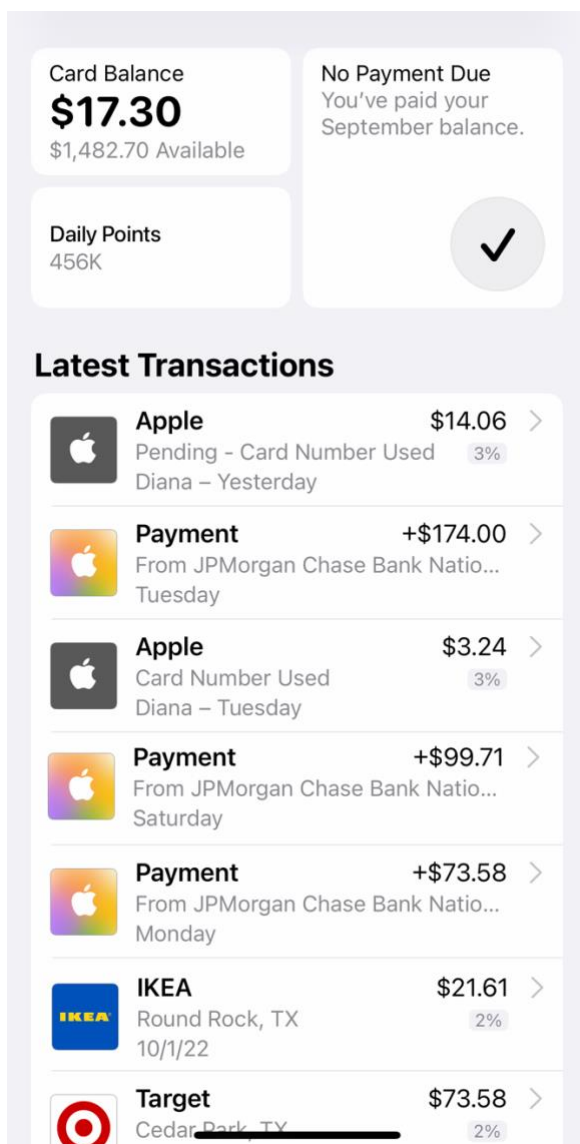 Card Balance
$17.30
$1,482.70 Available
No Payment Due
You've paid your
September balance.
Daily Points
456K
Latest Transactions
Apple $14.06
Pending - Card Number Used 3%
Diana – Yesterday
Payment +$174.00
From JPMorgan Chase Bank Natio...
Tuesday
Apple $3.24
Card Number Used 3%
Diana – Tuesday
Payment +$99.71
From JPMorgan Chase Bank Natio...
Saturday
Payment +$73.58
From JPMorgan Chase Bank Natio...
Monday
IKEA
IKEA $21.61
Round Rock, TX 2%
10/1/22
Target $73.58
Cedar Park, TX 2%